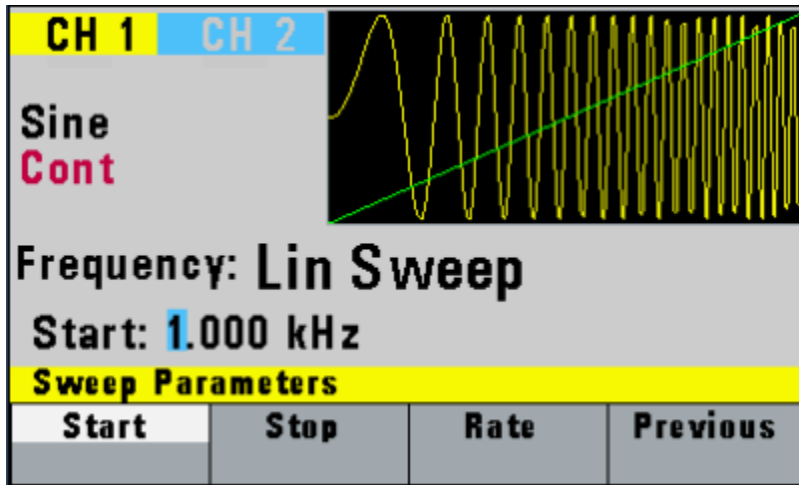 CH 1 CH 2
Sine
Cont
Frequency: Lin Sweep
Start: 1.000 kHz
Sweep Parameters
Start Stop Rate Previous